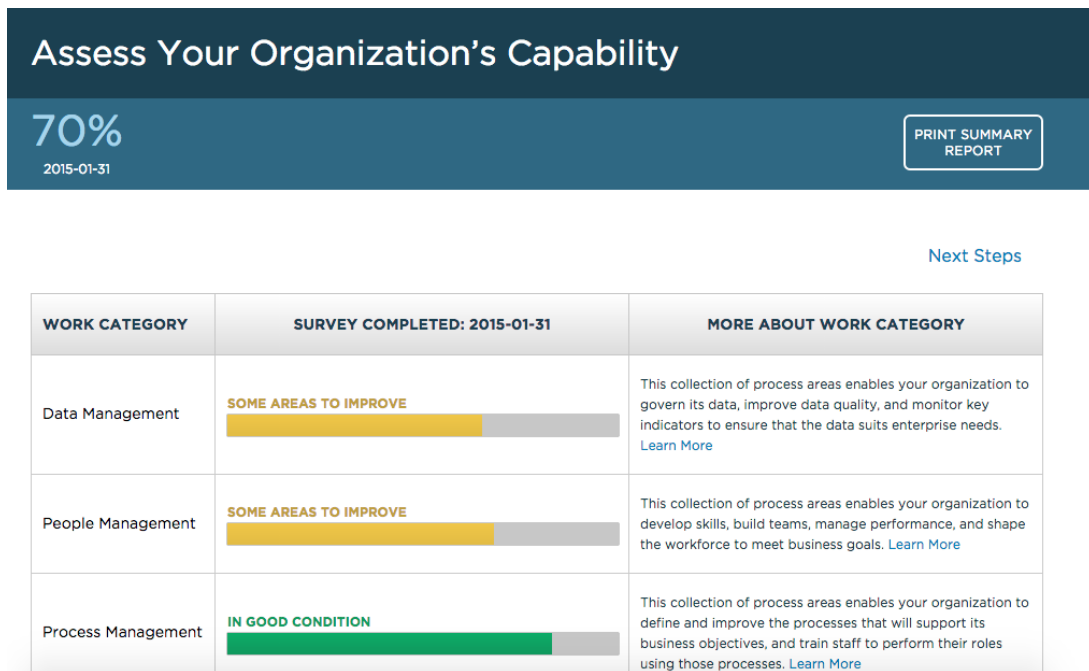 Assess Your Organization's Capability
70%
2015-01-31
PRINT SUMMARY
REPORT
Next Steps
WORK CATEGORY
SURVEY COMPLETED: 2015-01-31
MORE ABOUT WORK CATEGORY
Data Management
SOME AREAS TO IMPROVE
This collection of process areas enables your organization to
govern its data, improve data quality, and monitor key
indicators to ensure that the data suits enterprise needs.
Learn More
People Management
SOME AREAS TO IMPROVE
This collection of process areas enables your organization to
develop skills, build teams, manage performance, and shape
the workforce to meet business goals. Learn More
Process Management
IN GOOD CONDITION
This collection of process areas enables your organization to
define and improve the processes that will support its
business objectives, and train staff to perform their roles
using those processes. Learn More